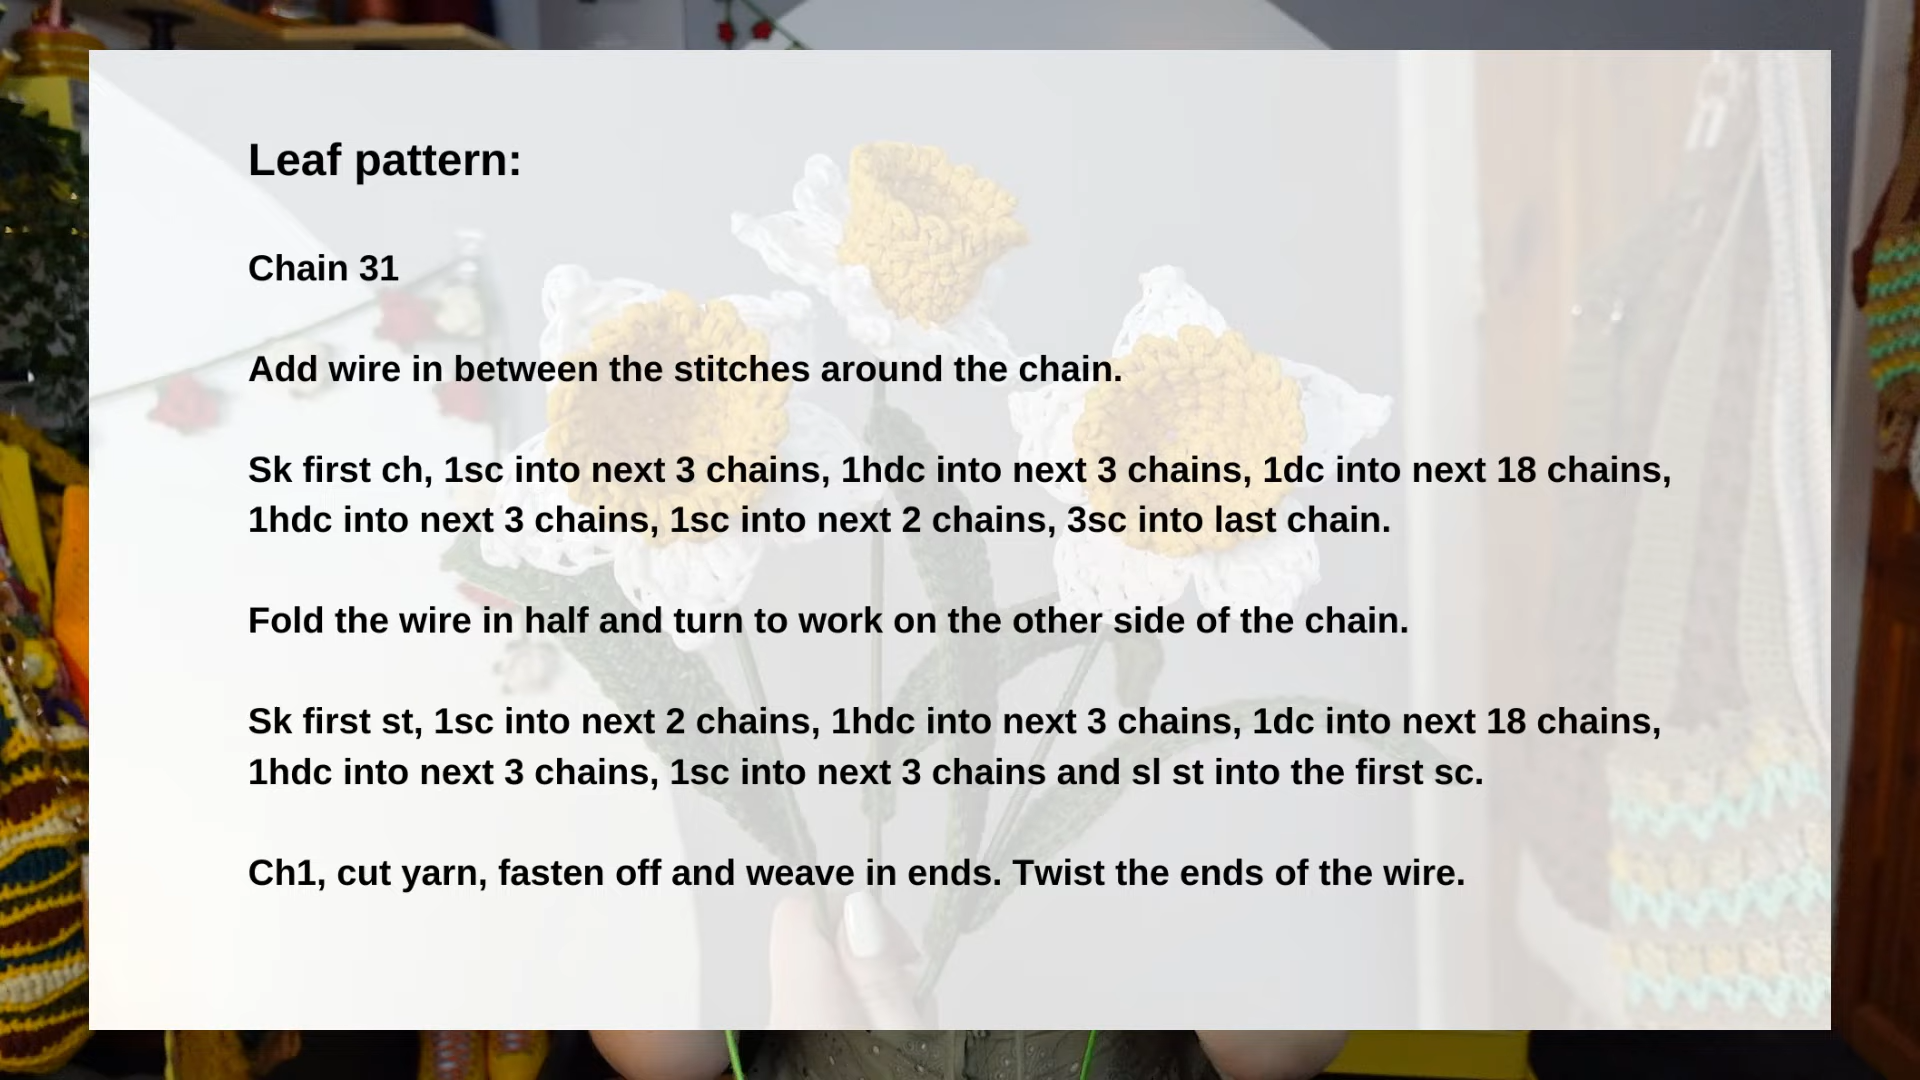 Leaf pattern:
Chain 31
Add wire in between the stitches around the chain.
Sk first ch, 1sc into next 3 chains, 1hdc into next 3 chains, 1dc into next 18 chains,
1hdc into next 3 chains, 1sc into next 2 chains, 3sc into last chain.
Fold the wire in half and turn to work on the other side of the chain.
Sk first st, 1sc into next 2 chains, 1hdc into next 3 chains, 1dc into next 18 chains,
1hdc into next 3 chains, 1sc into next 3 chains and sl st into the first sc.
Ch1, cut yarn, fasten off and weave in ends. Twist the ends of the wire.